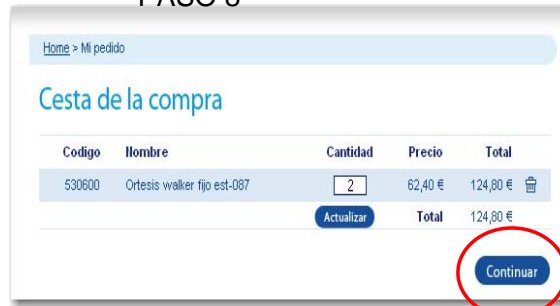 Home > Mi pedido
Cesta de la compra
Codigo Nombre Cantidad Precio Total
530600 Ortesis walker fijo est-087 2 62,40 € 124,80 €
Actualizar Total 124,80 €
Continuar